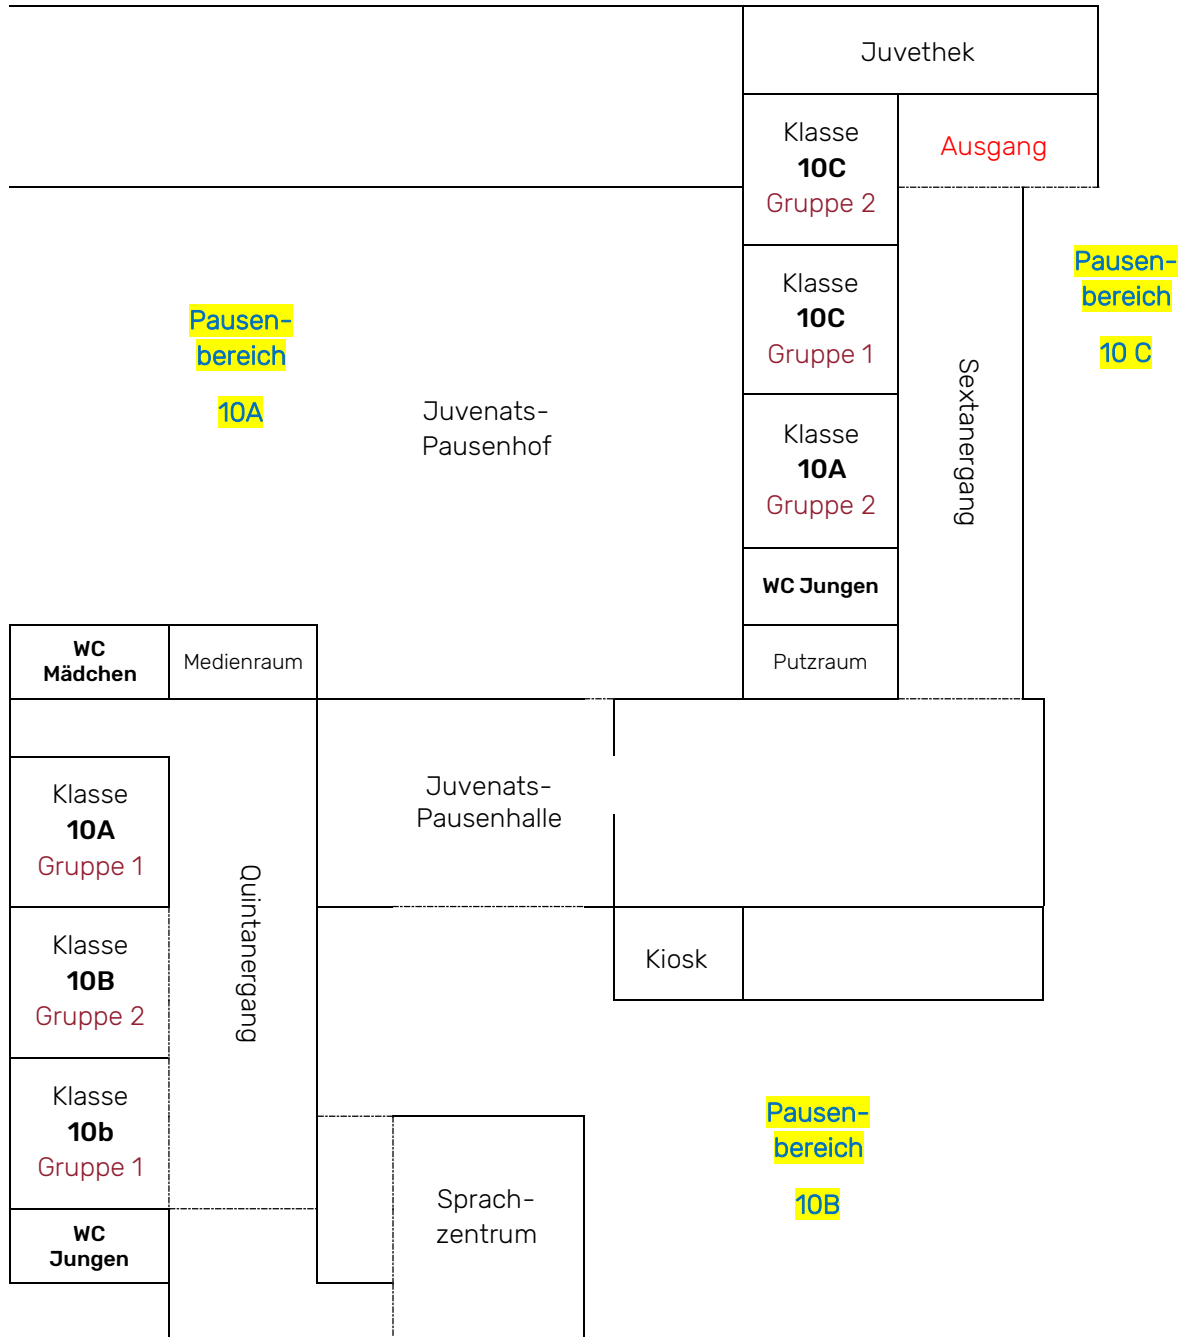 Juvethek
Klasse
10C
Gruppe 2
Ausgang
Klasse
10C
Gruppe 1
Pausen-
bereich
10 C
Pausen-
bereich
10A
Juvenats-
Pausenhof
Klasse
10A
Gruppe 2
Sextanergang
WC Jungen
Putzraum
WC
Mädchen
Medienraum
Klasse
10A
Gruppe 1
Juvenats-
Pausenhalle
Quintanergang
Klasse
10B
Gruppe 2
Kiosk
Klasse
10b
Gruppe 1
Pausen-
bereich
10B
Sprach-
zentrum
WC
Jungen